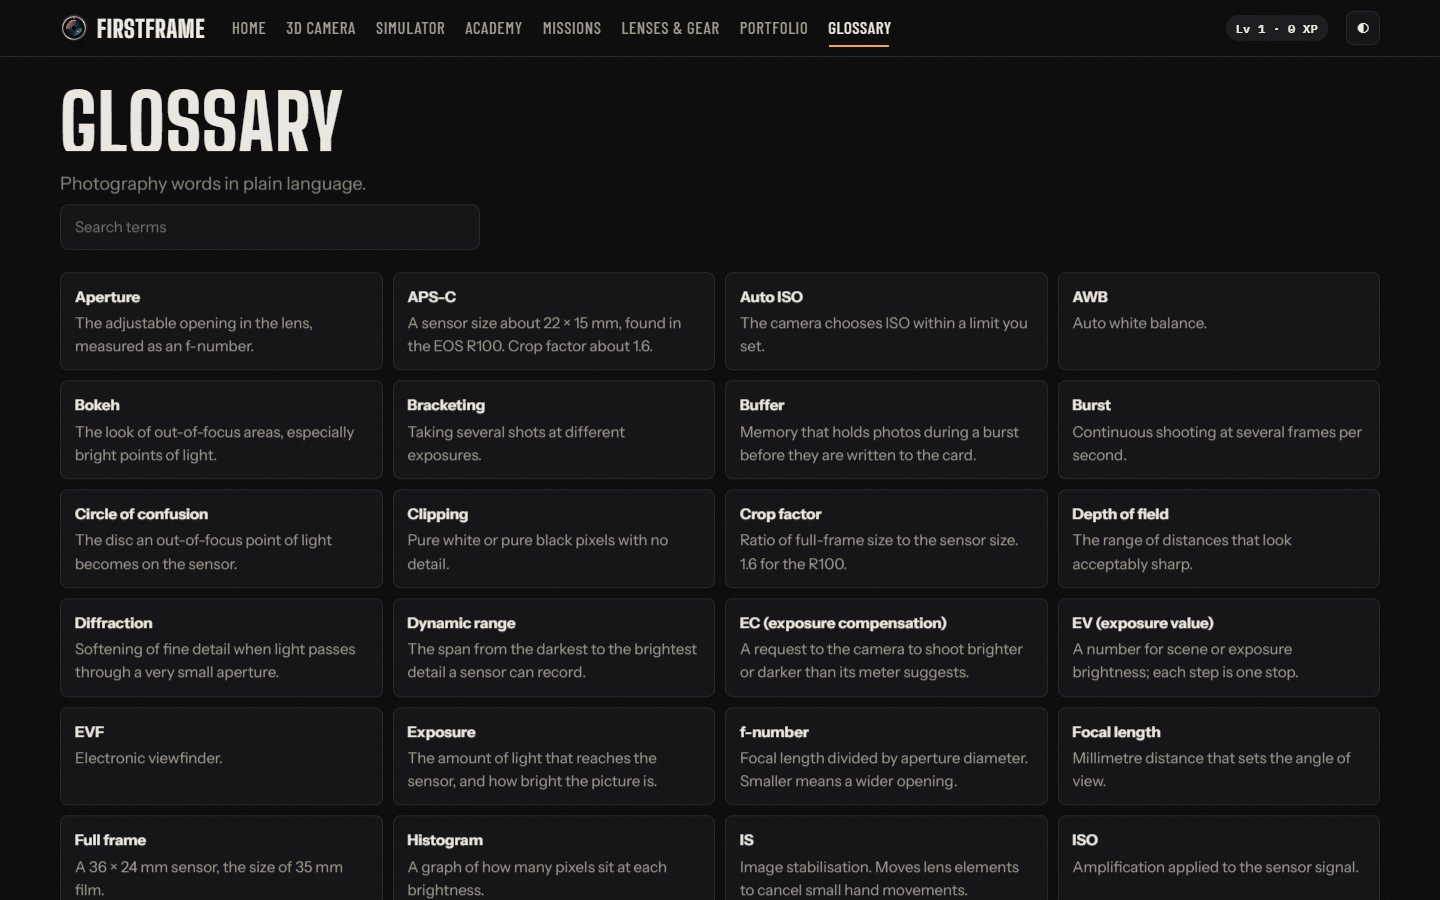 FIRSTFRAME
HOME
3D CAMERA
SIMULATOR
ACADEMY
MISSIONS
LENSES & GEAR
PORTFOLIO
GLOSSARY
Lv 1 · 0 XP
GLOSSARY
Photography words in plain language.
Search terms
Aperture
The adjustable opening in the lens,
measured as an f-number.
APS-C
A sensor size about 22 × 15 mm, found in
the EOS R100. Crop factor about 1.6.
Auto ISO
The camera chooses ISO within a limit you
set.
AWB
Auto white balance.
Bokeh
The look of out-of-focus areas, especially
bright points of light.
Bracketing
Taking several shots at different
exposures.
Buffer
Memory that holds photos during a burst
before they are written to the card.
Burst
Continuous shooting at several frames per
second.
Circle of confusion
The disc an out-of-focus point of light
becomes on the sensor.
Clipping
Pure white or pure black pixels with no
detail.
Crop factor
Ratio of full-frame size to the sensor size.
1.6 for the R100.
Depth of field
The range of distances that look
acceptably sharp.
Diffraction
Softening of fine detail when light passes
through a very small aperture.
Dynamic range
The span from the darkest to the brightest
detail a sensor can record.
EC (exposure compensation)
A request to the camera to shoot brighter
or darker than its meter suggests.
EV (exposure value)
A number for scene or exposure
brightness; each step is one stop.
EVF
Electronic viewfinder.
Exposure
The amount of light that reaches the
sensor, and how bright the picture is.
f-number
Focal length divided by aperture diameter.
Smaller means a wider opening.
Focal length
Millimetre distance that sets the angle of
view.
Full frame
A 36 × 24 mm sensor, the size of 35 mm
film.
Histogram
A graph of how many pixels sit at each
brightness.
IS
Image stabilisation. Moves lens elements
to cancel small hand movements.
ISO
Amplification applied to the sensor signal.